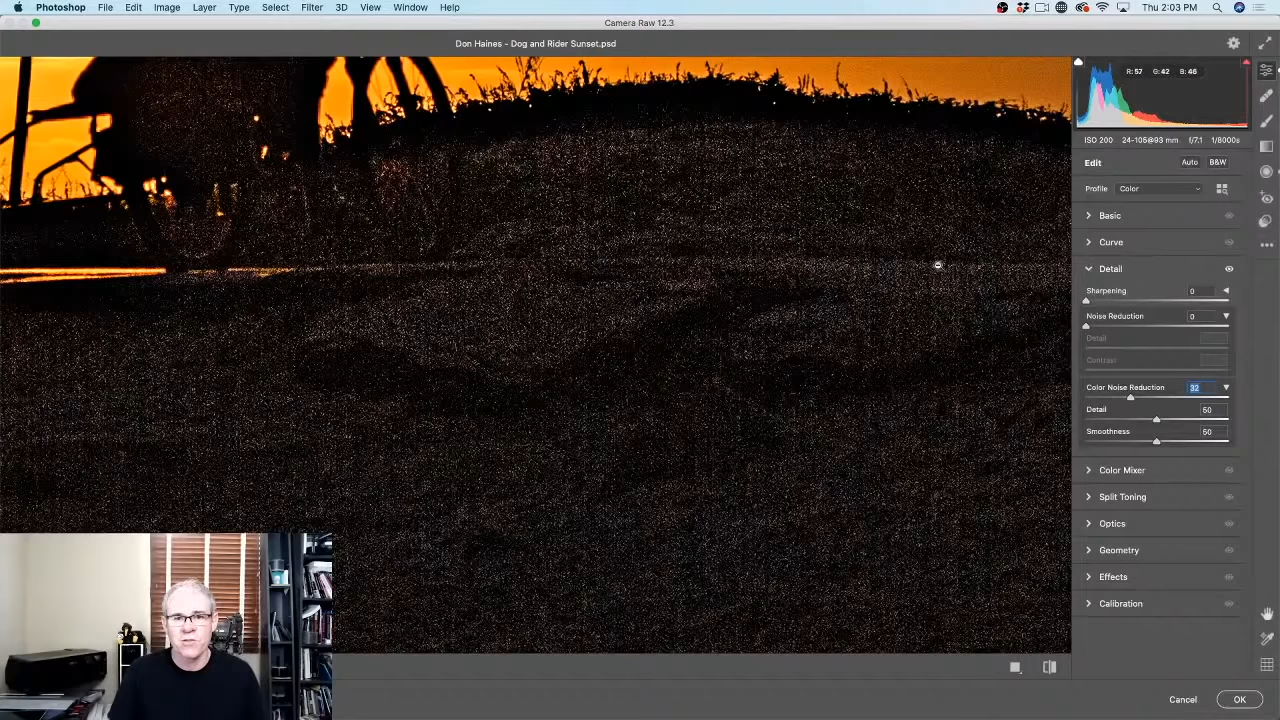 Photoshop File Edit Image Layer Type Select Filter 3D View Window Help Thu 2:03 PM
Camera Raw 12.3
Don Haines - Dog and Rider Sunset.psd
R: 57 G: 42 B: 46
ISO 200 24-105@93 mm f/7.1 1/8000s
Edit Auto B&W
Profile Color
Basic
Curve
Detail
Sharpening 0
Noise Reduction 0
Detail
Contrast
Color Noise Reduction 32
Detail 50
Smoothness 50
Color Mixer
Split Toning
Optics
Geometry
Effects
Calibration
Cancel OK